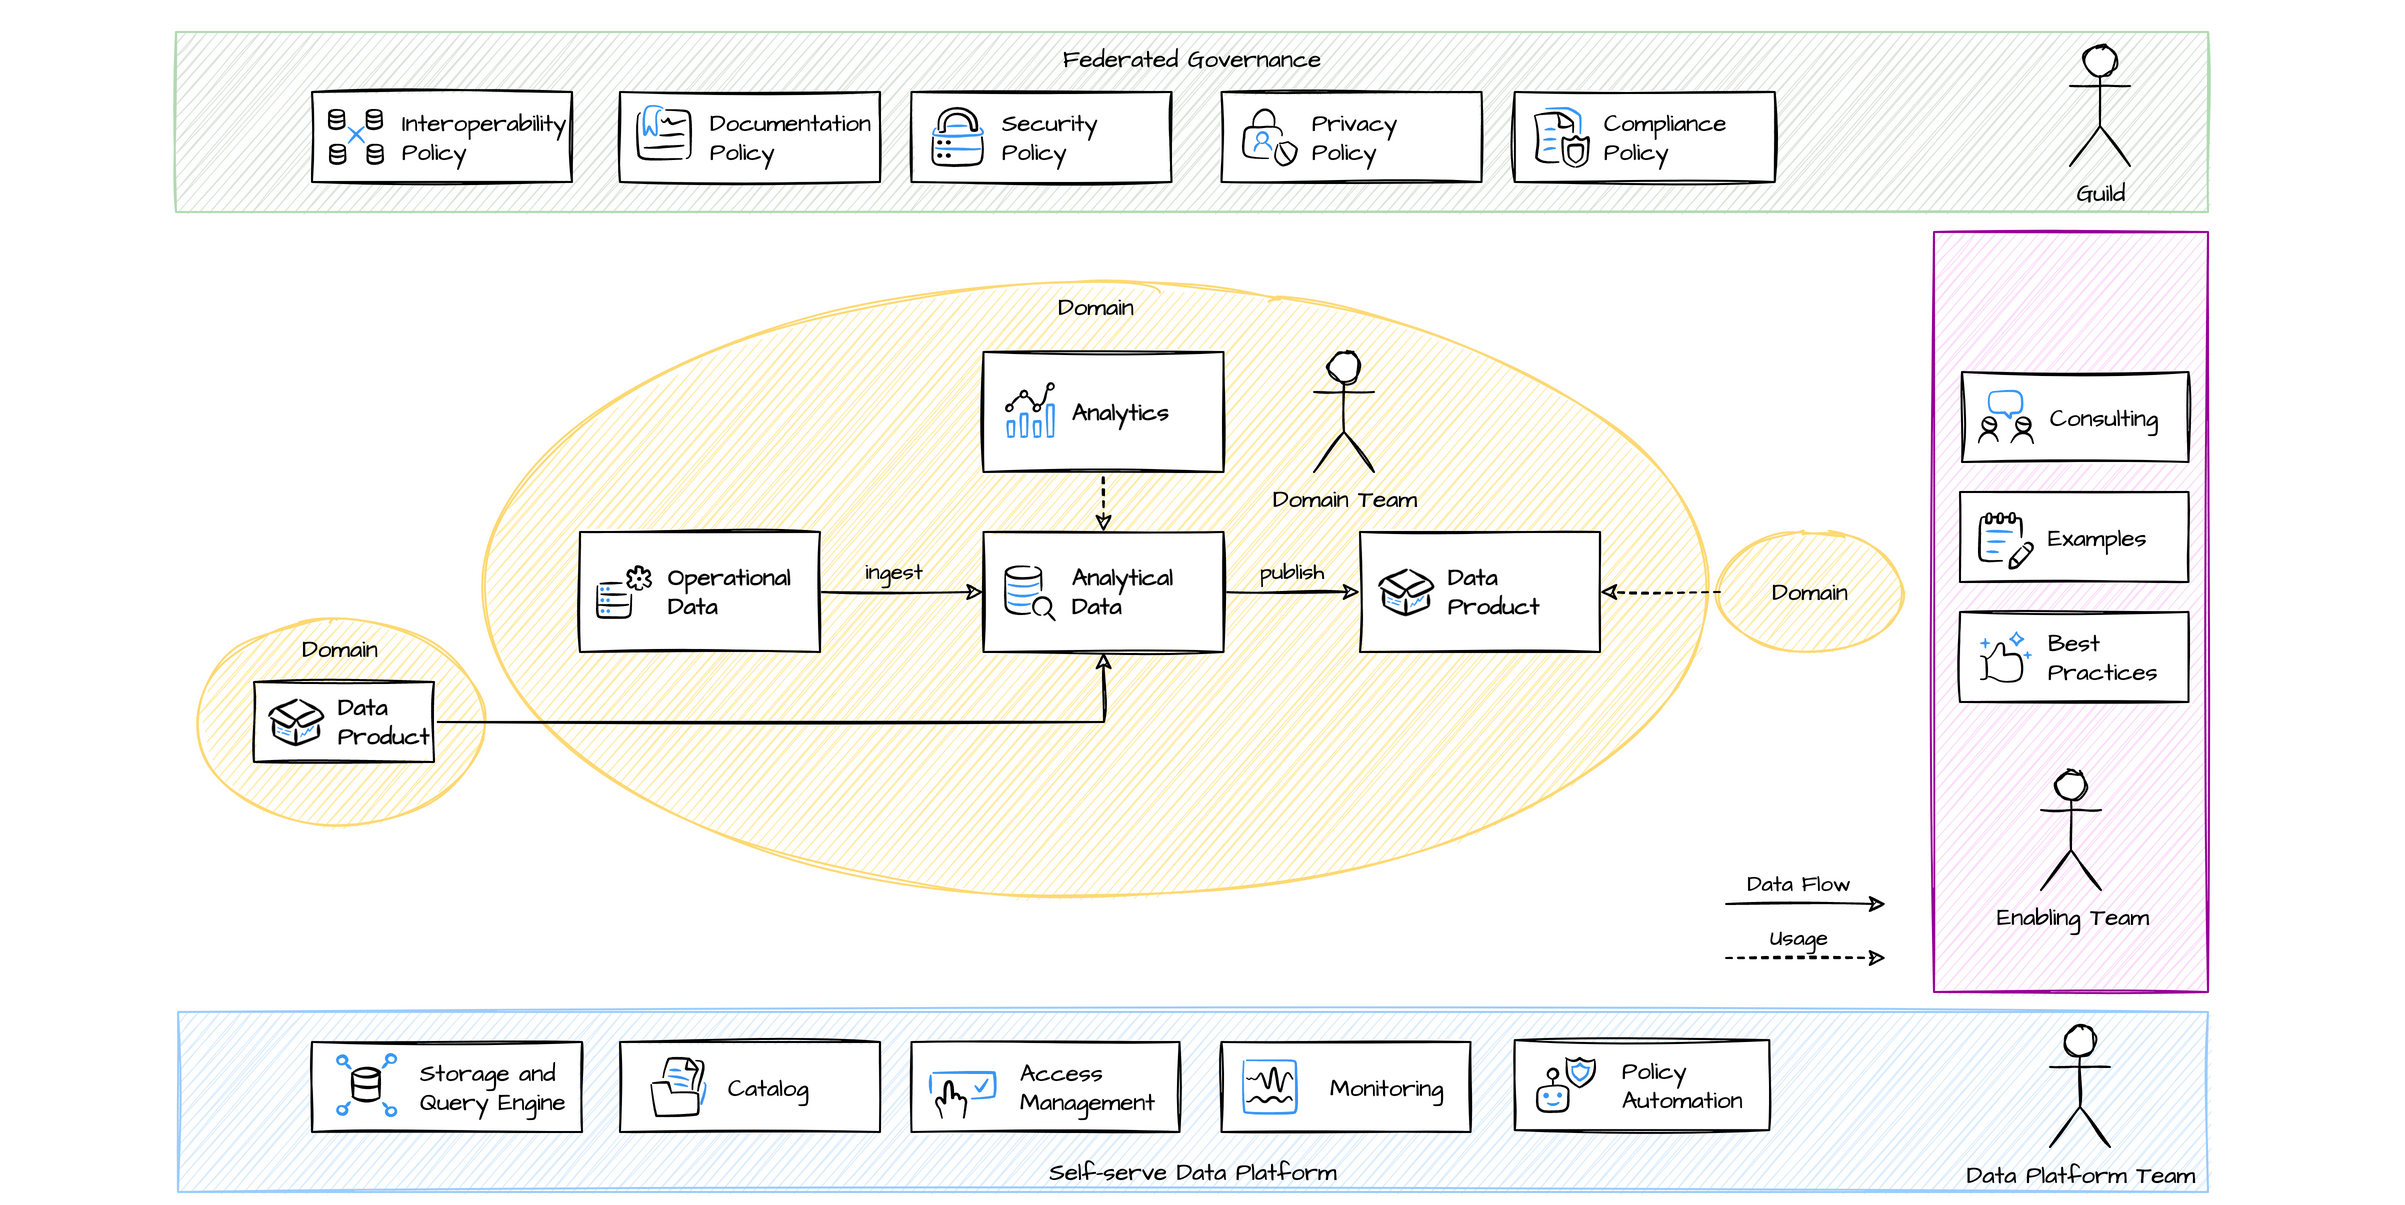 Federated Governance
Interoperability
Policy
Documentation
Policy
Security
Policy
Privacy
Policy
Compliance
Policy
Guild
Domain
Analytics
Domain Team
Operational
Data
ingest
Analytical
Data
publish
Data
Product
Domain
Domain
Data
Product
Consulting
Examples
Best
Practices
Enabling Team
Data Flow
Usage
Storage and
Query Engine
Catalog
Access
Management
Monitoring
Policy
Automation
Self-serve Data Platform
Data Platform Team